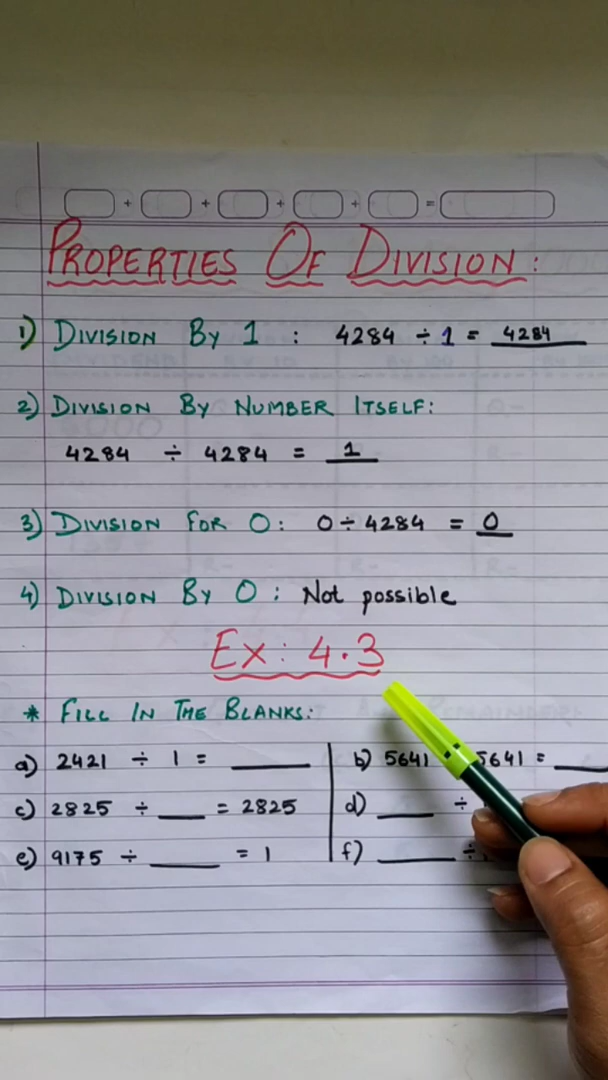 + + + + =
PROPERTIES OF DIVISION:
1) DIVISION BY 1 : 4284 ÷ 1 = 4284
2) DIVISION BY NUMBER ITSELF:
4284 ÷ 4284 = 1
3) DIVISION FOR 0: 0 ÷ 4284 = 0
4) DIVISION BY 0 : Not possible
Ex: 4.3
* FILL IN THE BLANKS:
a) 2421 ÷ 1 = ____ b) 5641 ÷ 5641 = ____
c) 2825 ÷ ____ = 2825 d) ____ ÷
e) 9175 ÷ ____ = 1 f) ____ ÷